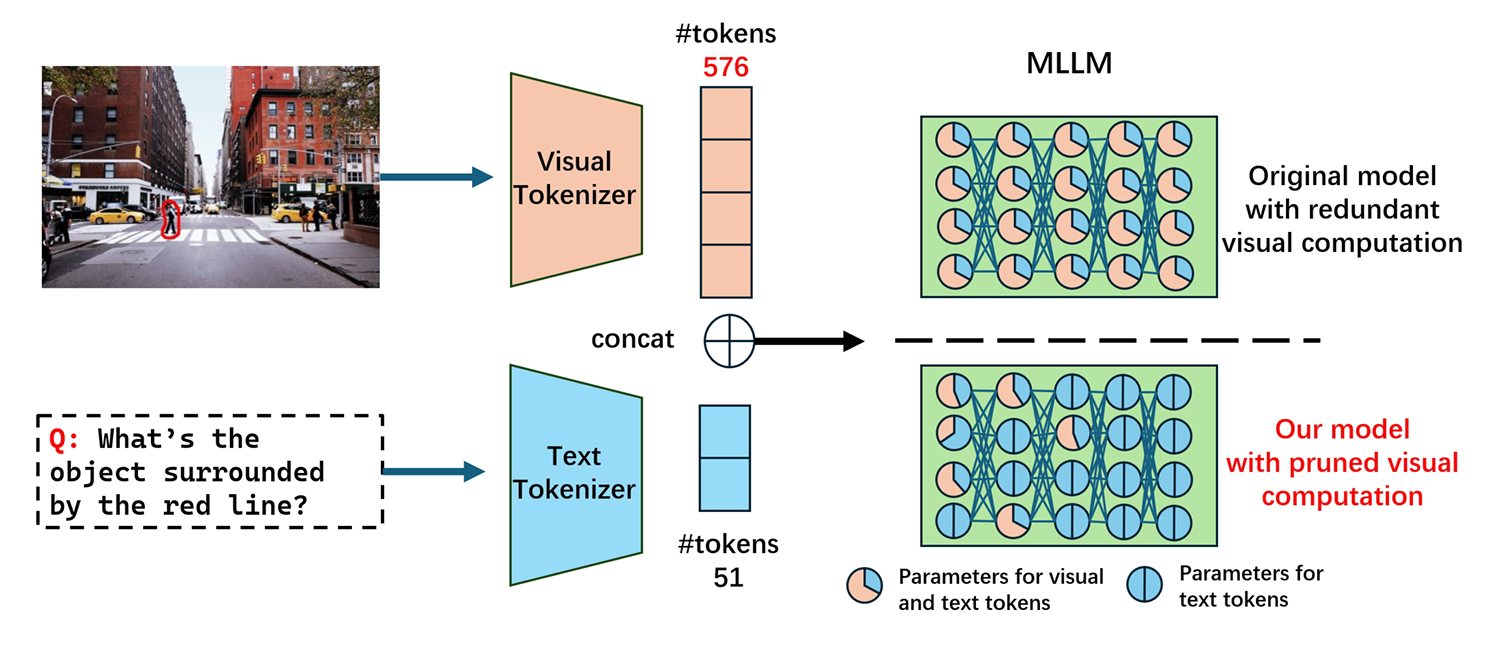 #tokens
576
MLLM
Visual
Tokenizer
Original model
with redundant
visual computation
concat
Q: What's the
object surrounded
by the red line?
Text
Tokenizer
#tokens
51
Our model
with pruned visual
computation
Parameters for visual
and text tokens
Parameters for
text tokens